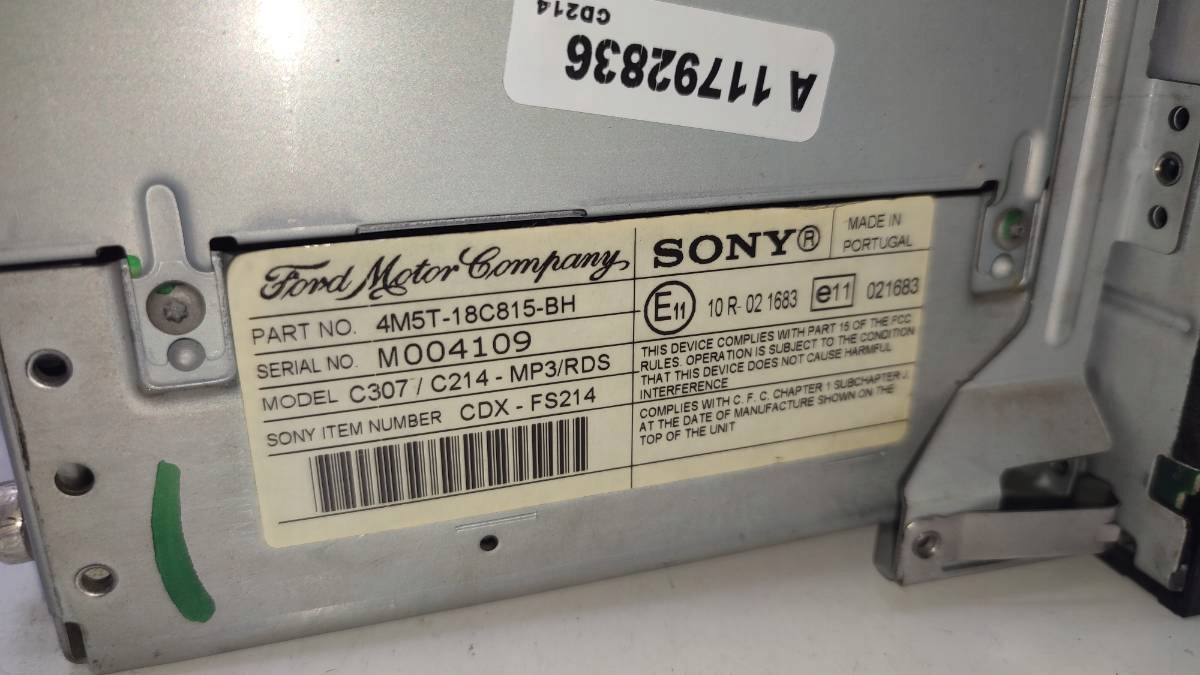 CD214
A 11792836
Ford Motor Company
PART NO. 4M5T-18C815-BH
SERIAL NO. M004109
MODEL C307 / C214 - MP3/RDS
SONY ITEM NUMBER CDX - FS214
SONY®
MADE IN
PORTUGAL
E11 10 R- 02 1683 e11 021683
THIS DEVICE COMPLIES WITH PART 15 OF THE FCC
RULES. OPERATION IS SUBJECT TO THE CONDITION
THAT THIS DEVICE DOES NOT CAUSE HARMFUL
INTERFERENCE
COMPLIES WITH C. F. C. CHAPTER 1 SUBCHAPTER J.
AT THE DATE OF MANUFACTURE SHOWN ON THE
TOP OF THE UNIT